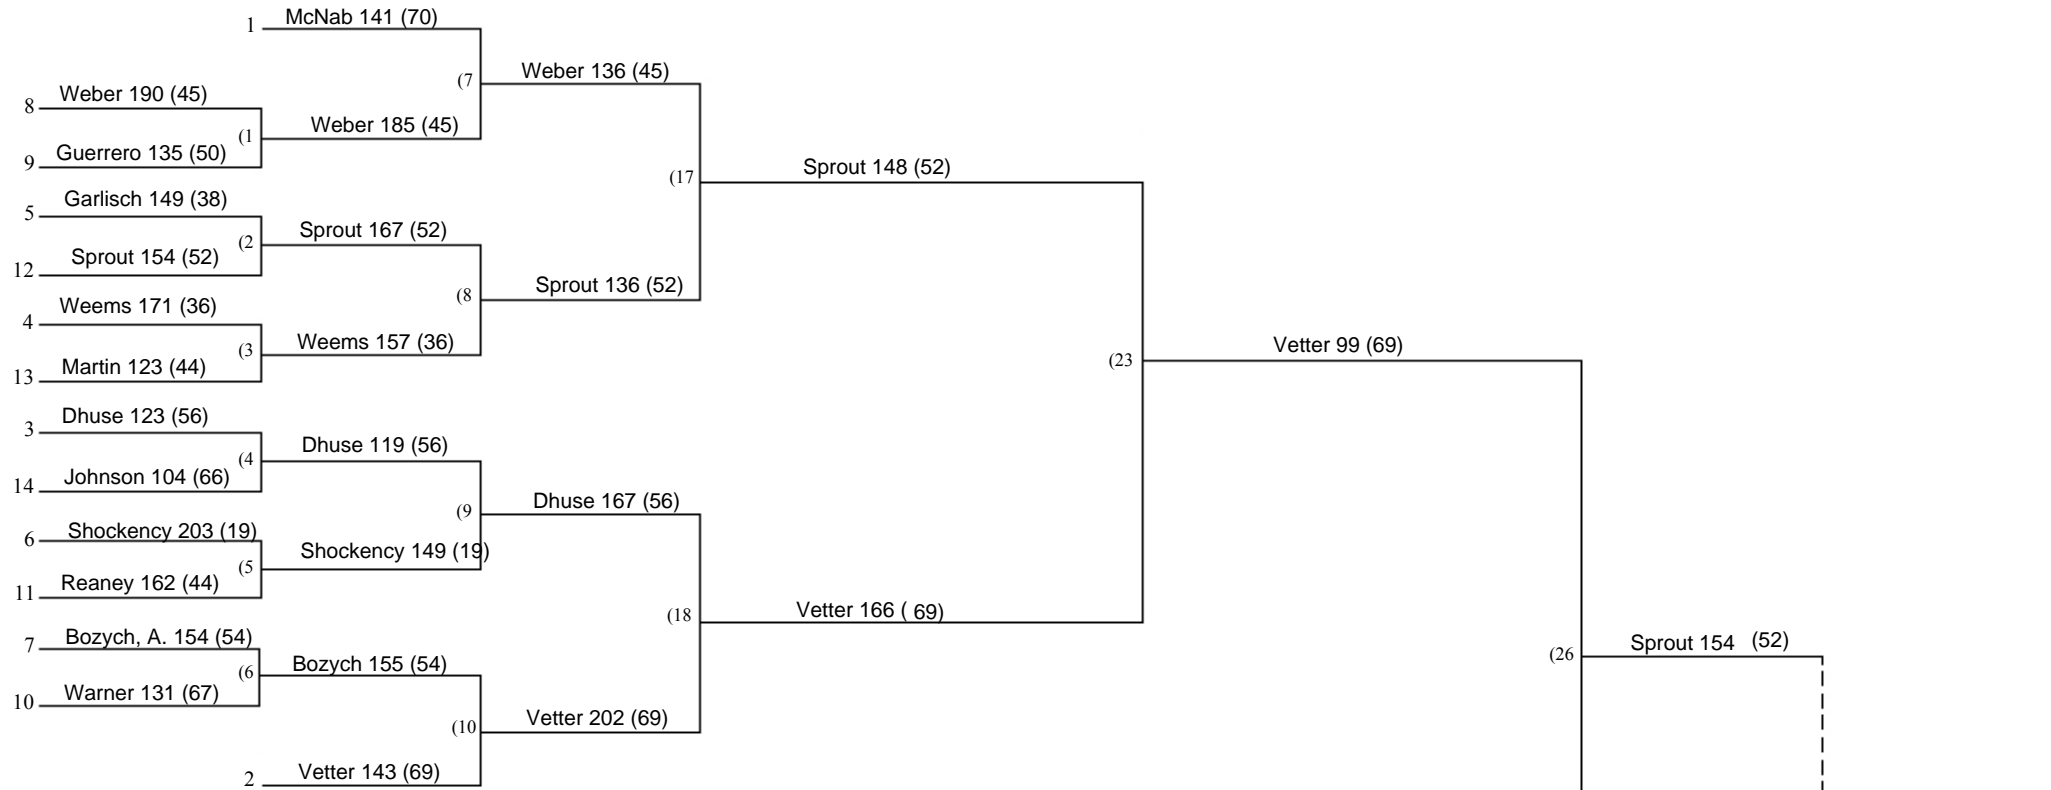 1 McNab 141 (70)
(7 Weber 136 (45)
8 Weber 190 (45)
(1 Weber 185 (45)
9 Guerrero 135 (50)
(17 Sprout 148 (52)
5 Garlisch 149 (38)
(2 Sprout 167 (52)
12 Sprout 154 (52)
(8 Sprout 136 (52)
4 Weems 171 (36)
(3 Weems 157 (36)
13 Martin 123 (44)
(23 Vetter 99 (69)
3 Dhuse 123 (56)
(4 Dhuse 119 (56)
14 Johnson 104 (66)
(9 Dhuse 167 (56)
6 Shockency 203 (19)
(5 Shockency 149 (19)
11 Reaney 162 (44)
(18 Vetter 166 ( 69)
7 Bozych, A. 154 (54)
(6 Bozych 155 (54)
10 Warner 131 (67)
(26 Sprout 154 (52)
(10 Vetter 202 (69)
2 Vetter 143 (69)